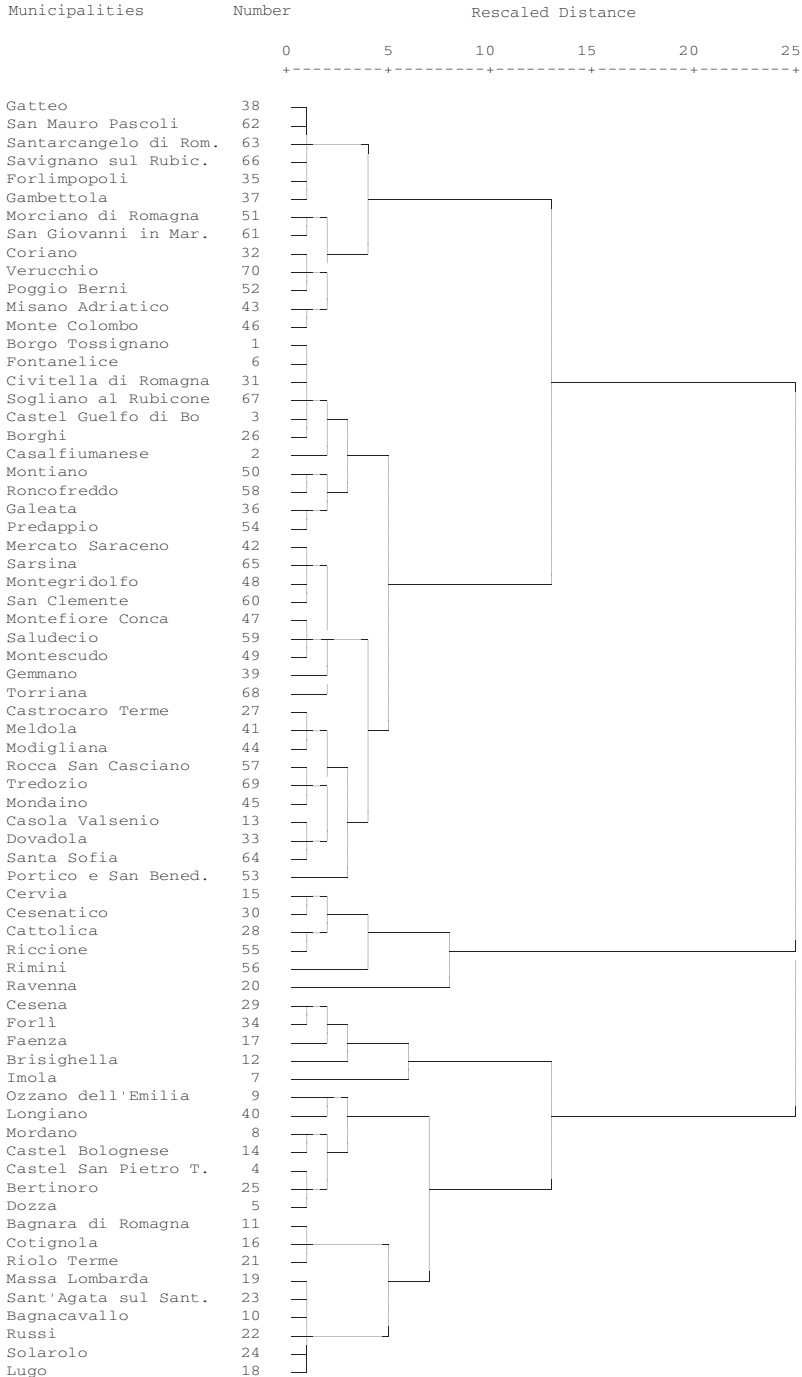 Municipalities Number Rescaled Distance
0 5 10 15 20 25
Gatteo 38
San Mauro Pascoli 62
Santarcangelo di Rom. 63
Savignano sul Rubic. 66
Forlimpopoli 35
Gambettola 37
Morciano di Romagna 51
San Giovanni in Mar. 61
Coriano 32
Verucchio 70
Poggio Berni 52
Misano Adriatico 43
Monte Colombo 46
Borgo Tossignano 1
Fontanelice 6
Civitella di Romagna 31
Sogliano al Rubicone 67
Castel Guelfo di Bo 3
Borghi 26
Casalfiumanese 2
Montiano 50
Roncofreddo 58
Galeata 36
Predappio 54
Mercato Saraceno 42
Sarsina 65
Montegridolfo 48
San Clemente 60
Montefiore Conca 47
Saludecio 59
Montescudo 49
Gemmano 39
Torriana 68
Castrocaro Terme 27
Meldola 41
Modigliana 44
Rocca San Casciano 57
Tredozio 69
Mondaino 45
Casola Valsenio 13
Dovadola 33
Santa Sofia 64
Portico e San Bened. 53
Cervia 15
Cesenatico 30
Cattolica 28
Riccione 55
Rimini 56
Ravenna 20
Cesena 29
Forlì 34
Faenza 17
Brisighella 12
Imola 7
Ozzano dell'Emilia 9
Longiano 40
Mordano 8
Castel Bolognese 14
Castel San Pietro T. 4
Bertinoro 25
Dozza 5
Bagnara di Romagna 11
Cotignola 16
Riolo Terme 21
Massa Lombarda 19
Sant'Agata sul Sant. 23
Bagnacavallo 10
Russi 22
Solarolo 24
Lugo 18